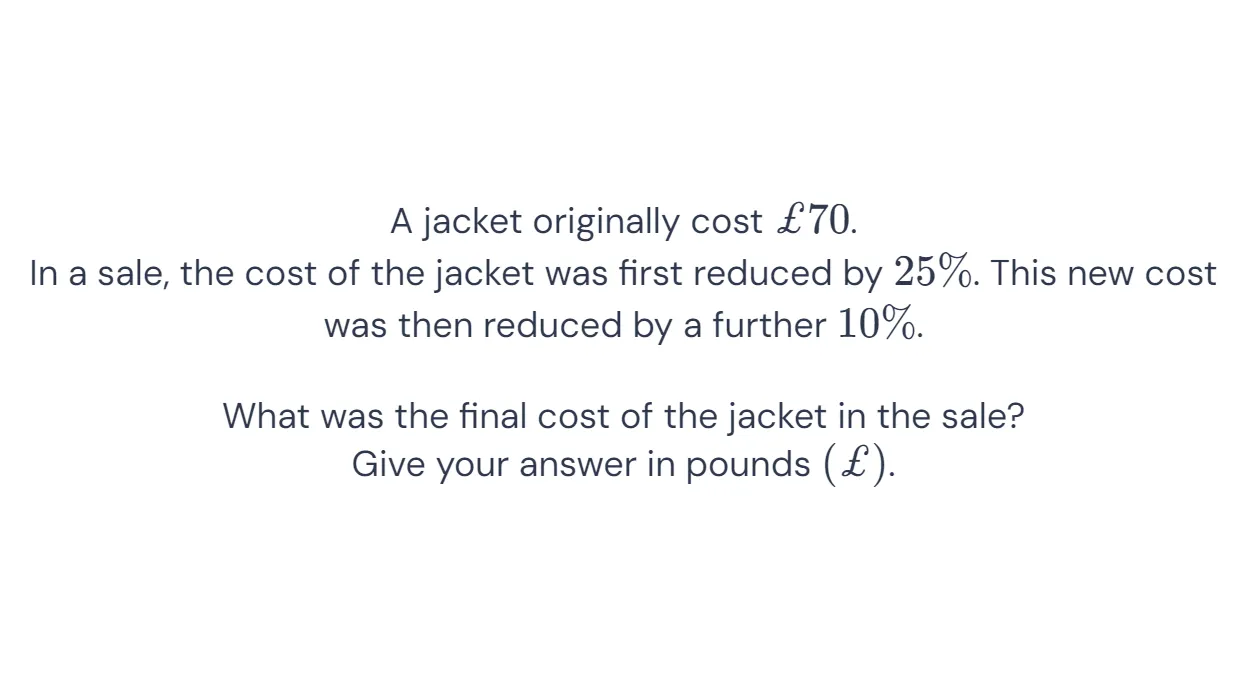 A jacket originally cost £70.
In a sale, the cost of the jacket was first reduced by 25%. This new cost
was then reduced by a further 10%.
What was the final cost of the jacket in the sale?
Give your answer in pounds (£).